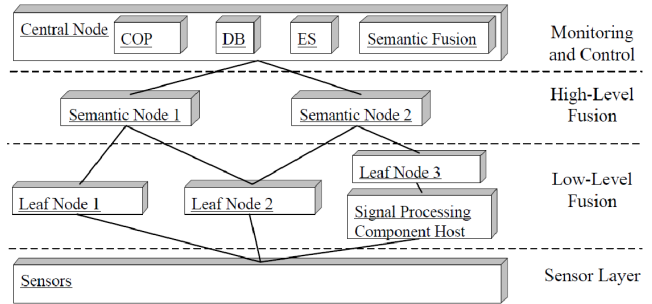 Central Node
COP
DB
ES
Semantic Fusion
Monitoring
and Control
Semantic Node 1
Semantic Node 2
High-Level
Fusion
Leaf Node 3
Leaf Node 1
Leaf Node 2
Signal Processing
Component Host
Low-Level
Fusion
Sensors
Sensor Layer